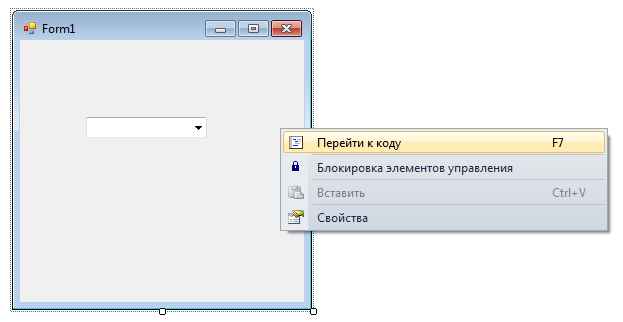 Form1
Перейти к коду F7
Блокировка элементов управления
Вставить Ctrl+V
Свойства